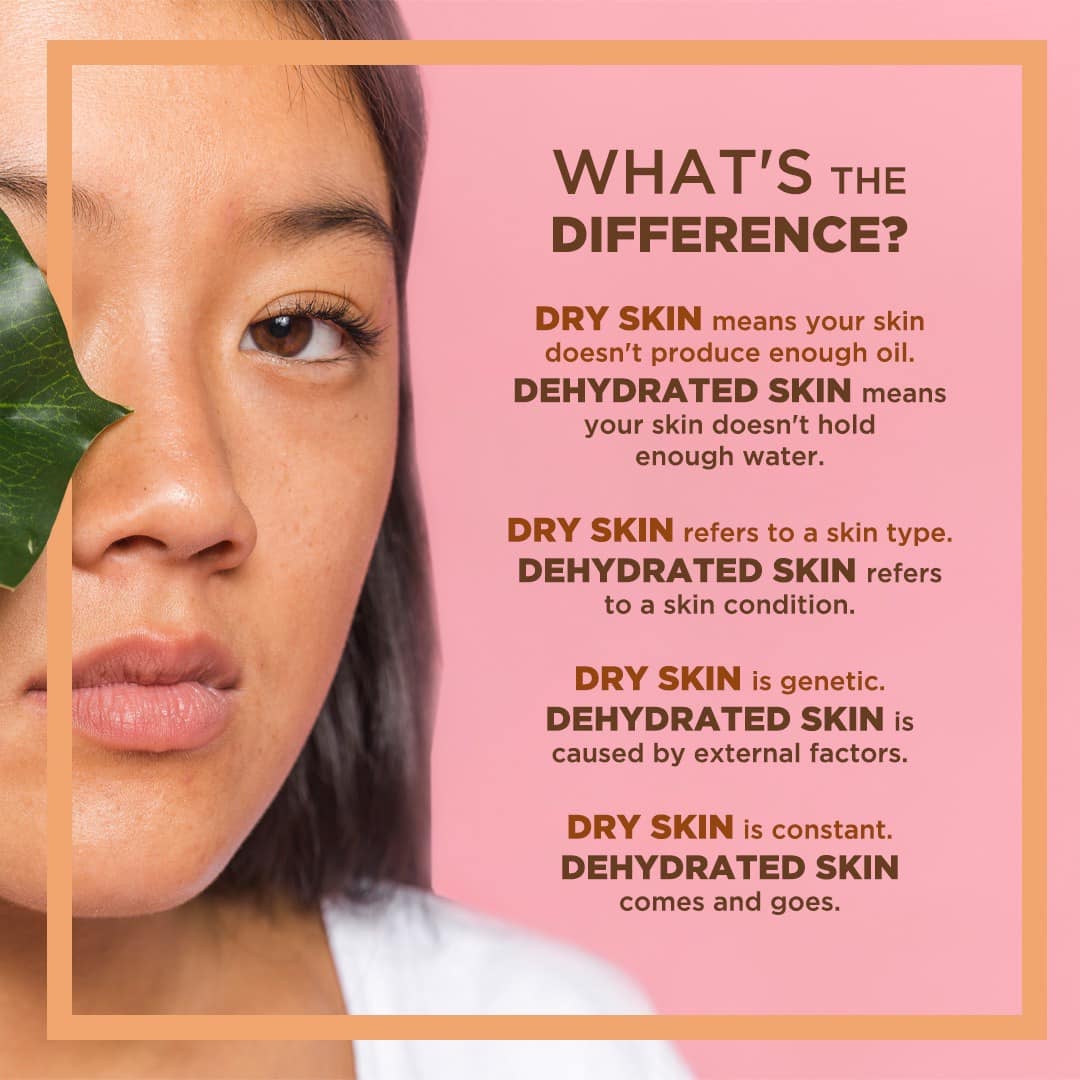 WHAT'S THE
DIFFERENCE?
DRY SKIN means your skin
doesn't produce enough oil.
DEHYDRATED SKIN means
your skin doesn't hold
enough water.
DRY SKIN refers to a skin type.
DEHYDRATED SKIN refers
to a skin condition.
DRY SKIN is genetic.
DEHYDRATED SKIN is
caused by external factors.
DRY SKIN is constant.
DEHYDRATED SKIN
comes and goes.